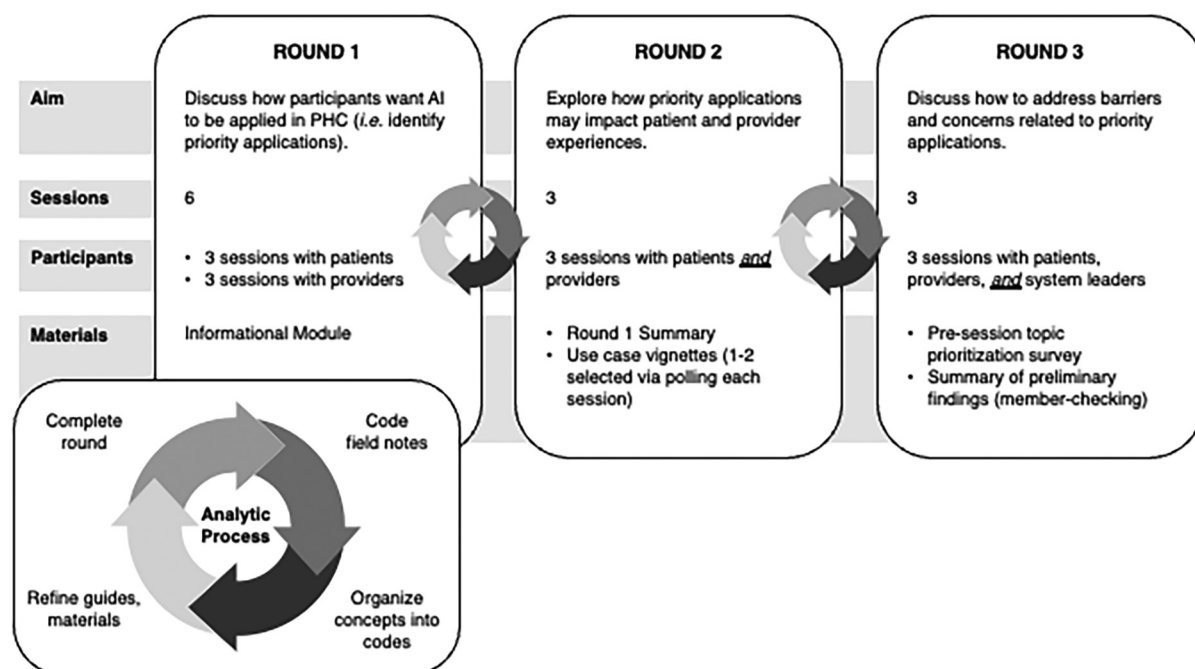 ROUND 1
ROUND 2
ROUND 3
Aim
Discuss how participants want AI
to be applied in PHC (i.e. identify
priority applications).
Explore how priority applications
may impact patient and provider
experiences.
Discuss how to address barriers
and concerns related to priority
applications.
Sessions
6
3
3
Participants
• 3 sessions with patients
• 3 sessions with providers
3 sessions with patients and
providers
3 sessions with patients,
providers, and system leaders
Materials
Informational Module
• Round 1 Summary
• Use case vignettes (1-2
selected via polling each
session)
• Pre-session topic
prioritization survey
• Summary of preliminary
findings (member-checking)
Complete
round
Code
field notes
Analytic
Process
Refine guides,
materials
Organize
concepts into
codes